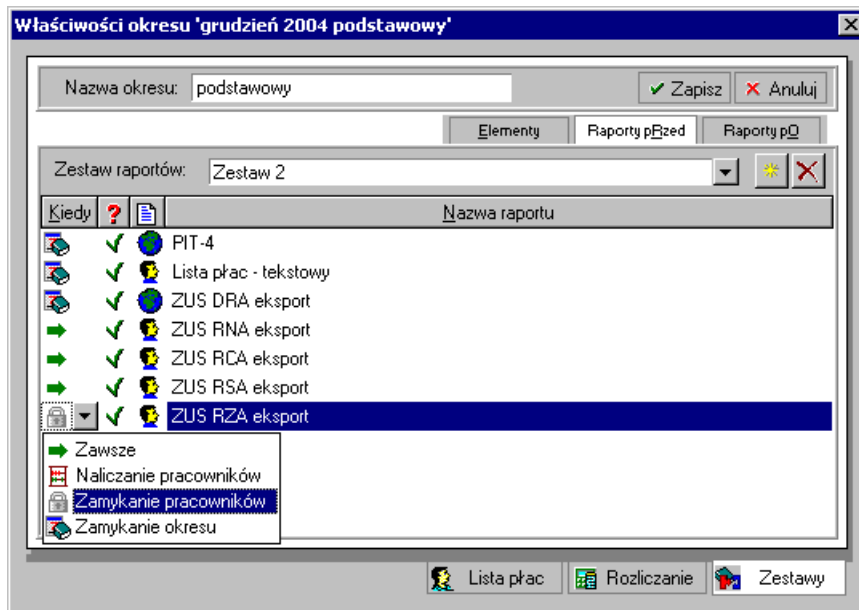 Właściwości okresu 'grudzień 2004 podstawowy'
Nazwa okresu: podstawowy Zapisz Anuluj
Elementy Raporty pRzed Raporty pO
Zestaw raportów: Zestaw 2
Kiedy ? Nazwa raportu
PIT-4
Lista płac - tekstowy
ZUS DRA eksport
ZUS RNA eksport
ZUS RCA eksport
ZUS RSA eksport
ZUS RZA eksport
Zawsze
Naliczanie pracowników
Zamykanie pracowników
Zamykanie okresu
Lista płac Rozliczanie Zestawy